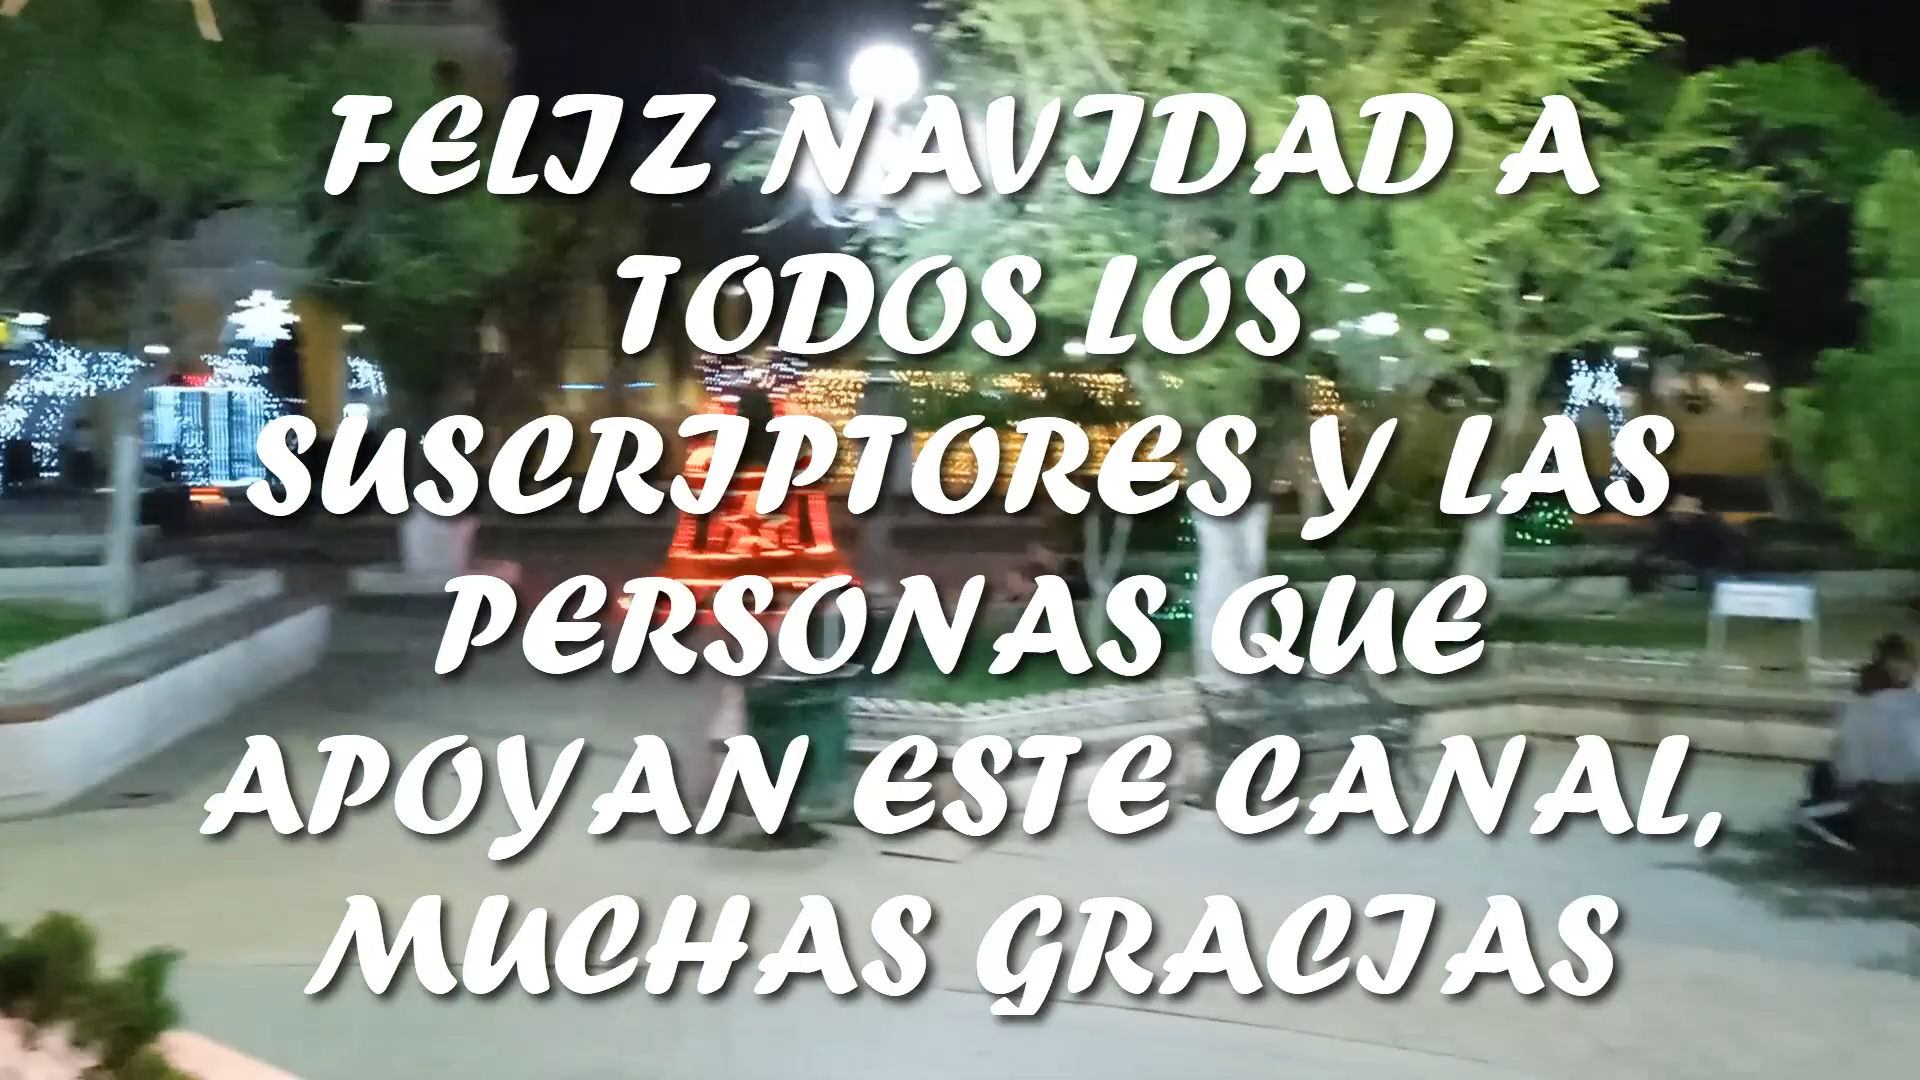 FELIZ NAVIDAD A
TODOS LOS
SUSCRIPTORES Y LAS
PERSONAS QUE
APOYAN ESTE CANAL,
MUCHAS GRACIAS